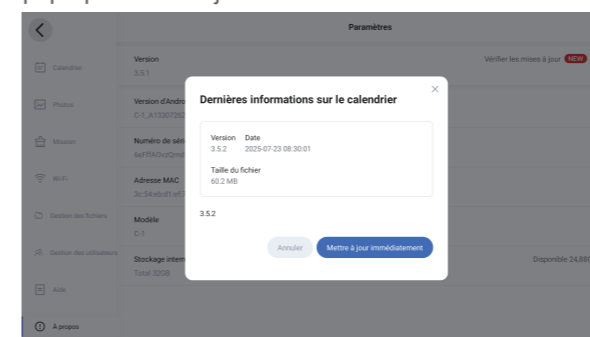 Paramètres
Calendrier
Version
3.5.1
Vérifier les mises à jour NEW
Photos
Version d'Andro
Mission
Numéro de séri
Wi-Fi
Adresse MAC
Gestion des fichiers
Modèle
C-1
Gestion des utilisateurs
Stockage intern
Total 32GB
Disponible 24,88
Aide
À propos
Dernières informations sur le calendrier
Version Date
3.5.2 2025-07-23 08:30:01
Taille du fichier
60.2 MB
3.5.2
Annuler Mettre à jour immédiatement